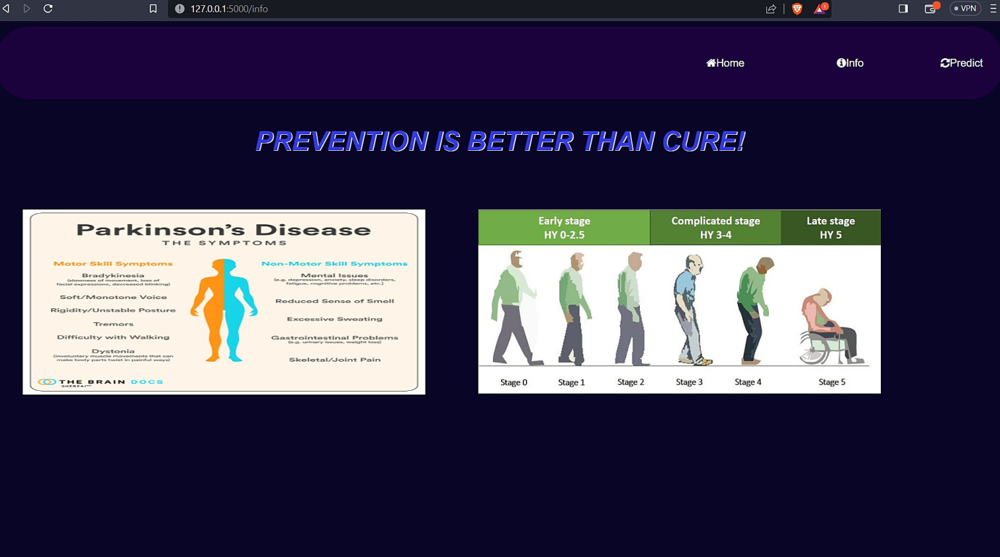 127.0.0.1:5000/info
1
VPN
Home
Info
Predict
PREVENTION IS BETTER THAN CURE!
Parkinson's Disease
THE SYMPTOMS
Motor Skill Symptoms
Bradykinesia
(slowness of movement, loss of
facial expressions, decreased blinking)
Soft/Monotone Voice
Rigidity/Unstable Posture
Tremors
Difficulty with Walking
Dystonia
(involuntary muscle movements that can
make body parts twist in painful ways)
Non-Motor Skill Symptoms
Mental Issues
(e.g. depression, anxiety, sleep disorders,
fatigue, cognitive problems, etc.)
Reduced Sense of Smell
Excessive Sweating
Gastrointestinal Problems
(e.g. urinary issues, weight loss)
Skeletal/Joint Pain
THE BRAIN DOCS
Early stage
HY 0-2.5
Complicated stage
HY 3-4
Late stage
HY 5
Stage 0
Stage 1
Stage 2
Stage 3
Stage 4
Stage 5